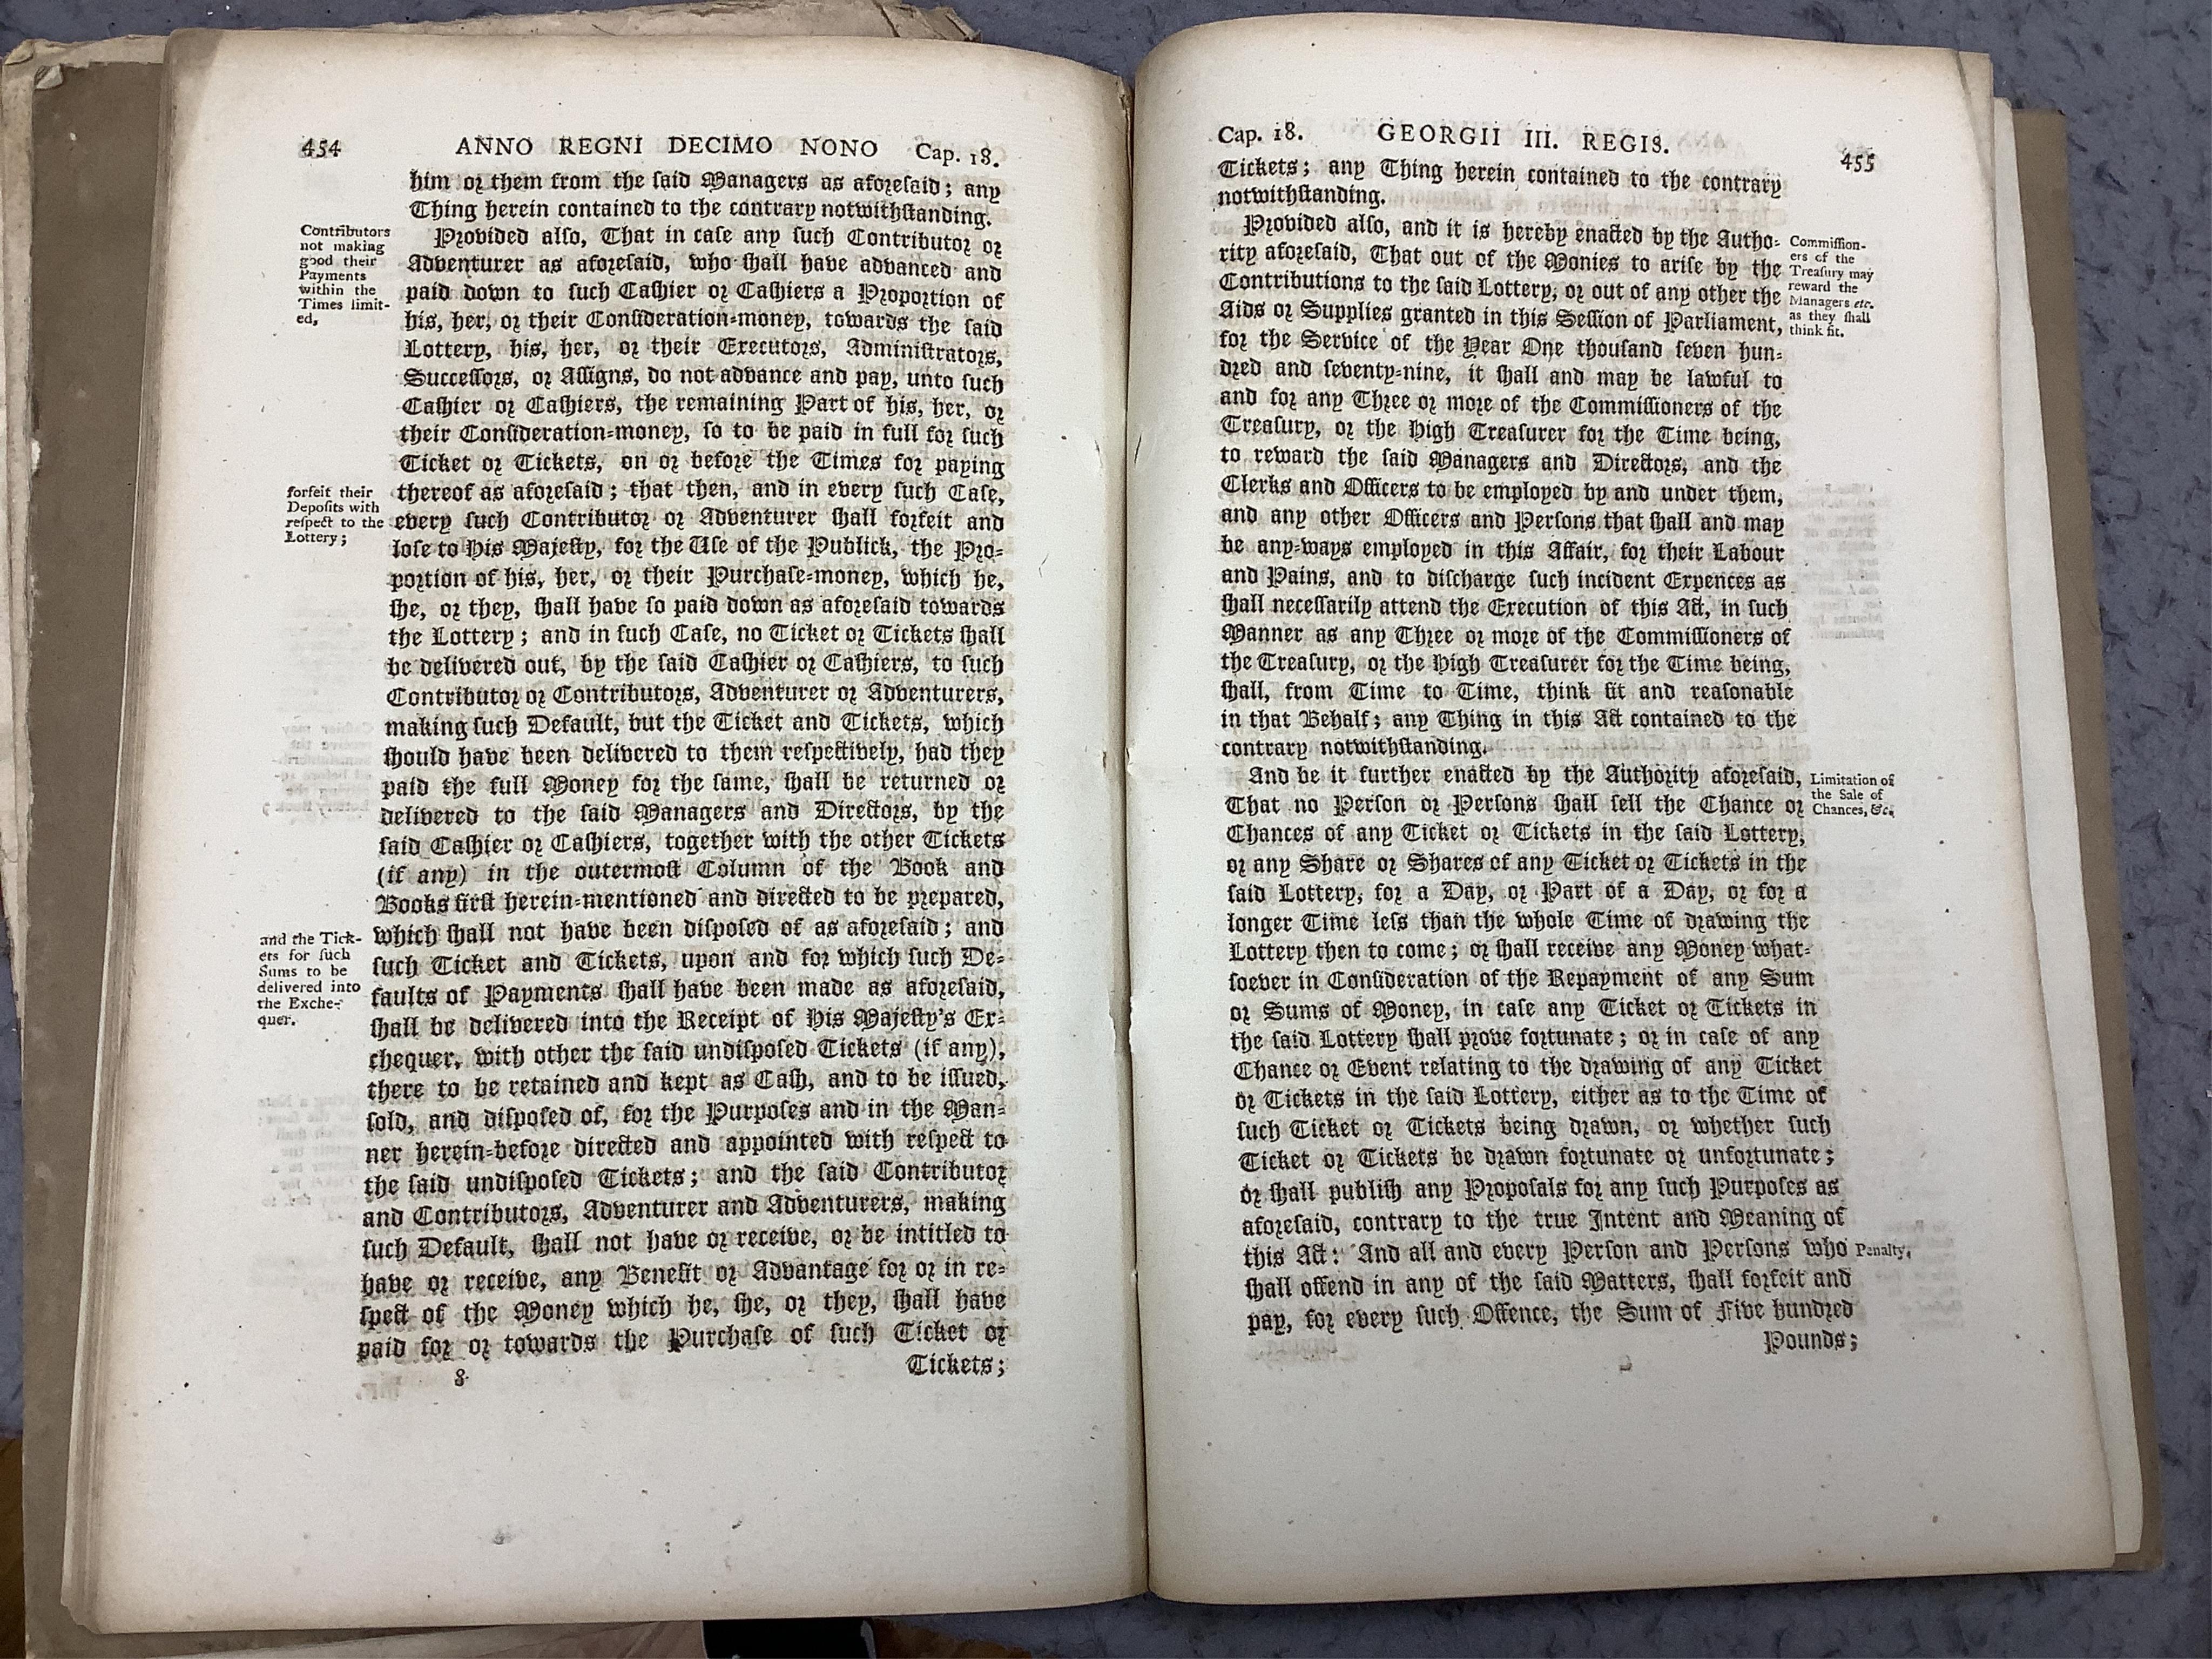 454 ANNO REGNI DECIMO NONO Cap. 18.
him or them from the said Managers as aforesaid; any
Thing herein contained to the contrary notwithstanding.
Contributors
not making
good their
Payments
within the
Times limit-
ed,
Provided also, That in case any such Contributor or
Adventurer as aforesaid, who shall have advanced and
paid down to such Cashier or Cashiers a Proportion of
his, her, or their Consideration-money, towards the said
Lottery, his, her, or their Executors, Administrators,
Successors, or Assigns, do not advance and pay, unto such
Cashier or Cashiers, the remaining Part of his, her, or
their Consideration-money, so to be paid in full for such
Ticket or Tickets, on or before the Times for paying
thereof as aforesaid; that then, and in every such Case,
forfeit their
Deposits with
respect to the
Lottery;
every such Contributor or Adventurer shall forfeit and
lose to His Majesty, for the Use of the Publick, the Pro-
portion of his, her, or their Purchase-money, which he,
she, or they, shall have so paid down as aforesaid towards
the Lottery; and in such Case, no Ticket or Tickets shall
be delivered out, by the said Cashier or Cashiers, to such
Contributor or Contributors, Adventurer or Adventurers,
making such Default, but the Ticket and Tickets, which
should have been delivered to them respectively, had they
paid the full Money for the same, shall be returned or
delivered to the said Managers and Directors, by the
said Cashier or Cashiers, together with the other Tickets
(if any) in the outermost Column of the Book and
Books first herein-mentioned and directed to be prepared,
which shall not have been disposed of as aforesaid; and
and the Tick-
ets for such
Sums to be
delivered into
the Exche-
quer.
such Ticket and Tickets, upon and for which such De-
faults of Payments shall have been made as aforesaid,
shall be delivered into the Receipt of His Majesty's Ex-
chequer, with other the said undisposed Tickets (if any),
there to be retained and kept as Cash, and to be issued,
sold, and disposed of, for the Purposes and in the Man-
ner herein-before directed and appointed with respect to
the said undisposed Tickets; and the said Contributor
and Contributors, Adventurer and Adventurers, making
such Default, shall not have or receive, or be intitled to
have or receive, any Benefit or Advantage for or in re-
spect of the Money which he, she, or they, shall have
paid for or towards the Purchase of such Ticket or
8 Tickets;
Cap. 18. GEORGII III. REGIS. 455
Tickets; any Thing herein contained to the contrary
notwithstanding.
Provided also, and it is hereby enacted by the Autho-
rity aforesaid, That out of the Monies to arise by the
Contributions to the said Lottery, or out of any other the
Aids or Supplies granted in this Session of Parliament,
for the Service of the Year One thousand seven hun-
dred and seventy-nine, it shall and may be lawful to
and for any Three or more of the Commissioners of the
Treasury, or the High Treasurer for the Time being,
to reward the said Managers and Directors, and the
Clerks and Officers to be employed by and under them,
and any other Officers and Persons that shall and may
be any-ways employed in this Affair, for their Labour
and Pains, and to discharge such incident Expences as
shall necessarily attend the Execution of this Act, in such
Manner as any Three or more of the Commissioners of
the Treasury, or the High Treasurer for the Time being,
shall, from Time to Time, think fit and reasonable
in that Behalf; any Thing in this Act contained to the
contrary notwithstanding.
Commission-
ers of the
Treasury may
reward the
Managers etc.
as they shall
think fit.
And be it further enacted by the Authority aforesaid,
That no Person or Persons shall sell the Chance or
Chances of any Ticket or Tickets in the said Lottery,
or any Share or Shares of any Ticket or Tickets in the
said Lottery, for a Day, or Part of a Day, or for a
longer Time less than the whole Time of drawing the
Lottery then to come; or shall receive any Money what-
soever in Consideration of the Repayment of any Sum
or Sums of Money, in case any Ticket or Tickets in
the said Lottery shall prove fortunate; or in case of any
Chance or Event relating to the drawing of any Ticket
or Tickets in the said Lottery, either as to the Time of
such Ticket or Tickets being drawn, or whether such
Ticket or Tickets be drawn fortunate or unfortunate;
or shall publish any Proposals for any such Purposes as
aforesaid, contrary to the true Intent and Meaning of
this Act: And all and every Person and Persons who
shall offend in any of the said Matters, shall forfeit and
pay, for every such Offence, the Sum of Five hundred
Pounds;
Limitation of
the Sale of
Chances, &c.
Penalty.